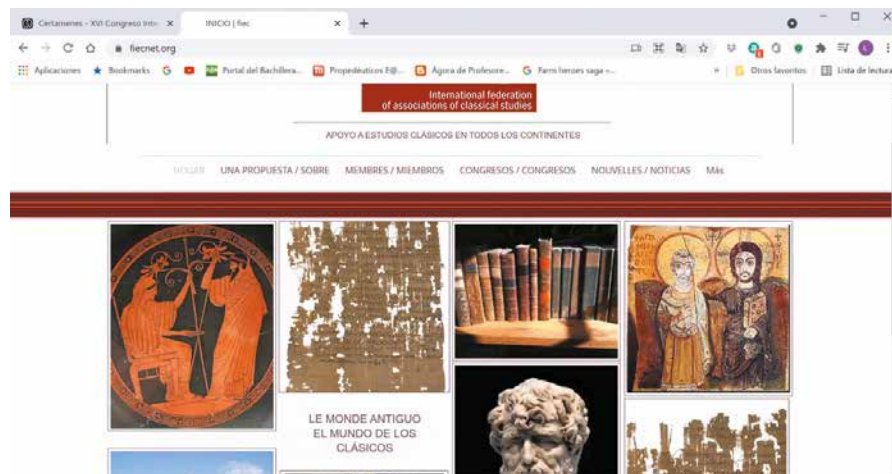 Certamenes - XVI Congreso Inte
INICIO | fiec
fiecnet.org
Aplicaciones
Bookmarks
Portal del Bachillera...
Propedéuticos E@...
Ágora de Profesore...
Farm heroes saga -...
Otros favoritos
Lista de lectura
International federation
of associations of classical studies
APOYO A ESTUDIOS CLÁSICOS EN TODOS LOS CONTINENTES
HOGAR UNA PROPUESTA / SOBRE MEMBRES / MIEMBROS CONGRESOS / CONGRESOS NOUVELLES / NOTICIAS Más
LE MONDE ANTIGUO
EL MUNDO DE LOS
CLÁSICOS